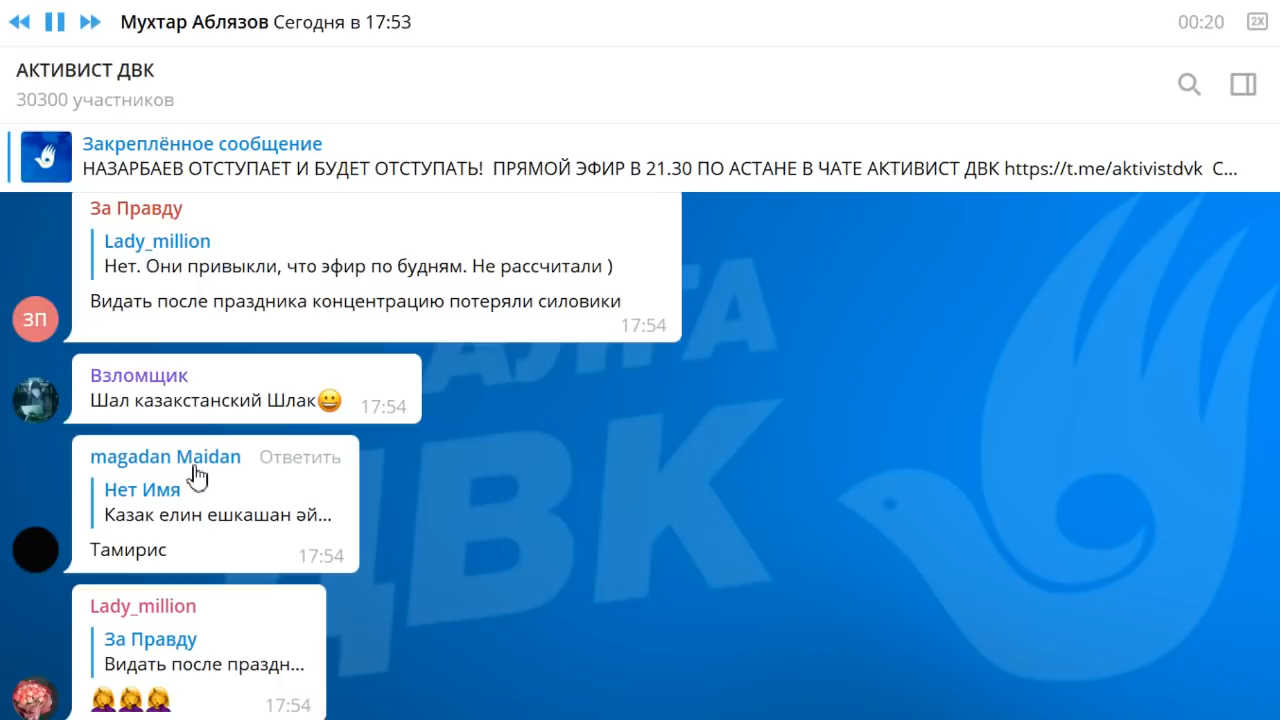 Мухтар Аблязов Сегодня в 17:53
00:20
2X
АКТИВИСТ ДВК
30300 участников
Закреплённое сообщение
НАЗАРБАЕВ ОТСТУПАЕТ И БУДЕТ ОТСТУПАТЬ! ПРЯМОЙ ЭФИР В 21.30 ПО АСТАНЕ В ЧАТЕ АКТИВИСТ ДВК https://t.me/aktivistdvk С...
За Правду
Lady_million
Нет. Они привыкли, что эфир по будням. Не рассчитали )
Видать после праздника концентрацию потеряли силовики
17:54
ЗП
Взломщик
Шал казакстанский Шлак😀 17:54
magadan Maidan Ответить
Нет Имя
Казак елин ешкашан әй...
Тамирис 17:54
Lady_million
За Правду
Видать после праздн...
🤦‍♀️🤦‍♀️🤦‍♀️ 17:54
АЛГА
ДВК